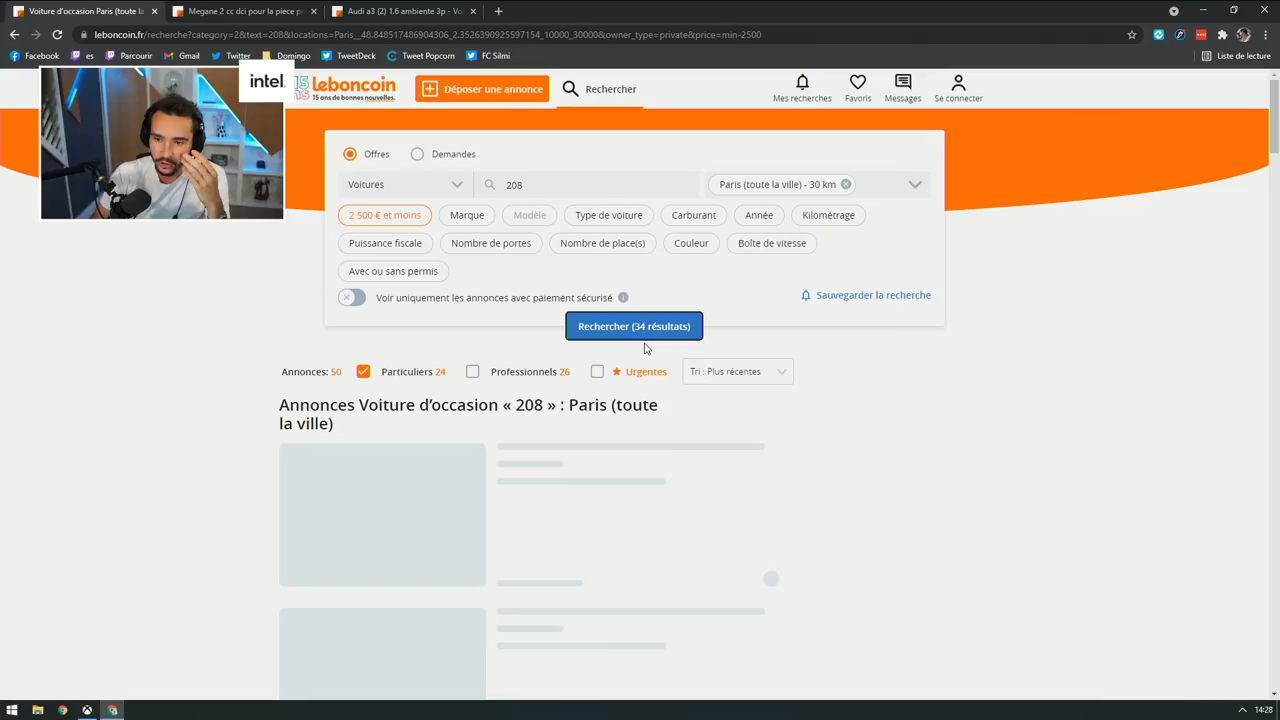 Voiture d'occasion Paris (toute la
Megane 2 cc dci pour la pièce p
Audi a3 (2) 1.6 ambiente 3p - Vo
leboncoin.fr/recherche?category=2&text=208&locations=Paris__48.848517486904306_2.3526390925597154_10000_30000&owner_type=private&price=min-2500
Facebook
es
Parcourir
Gmail
Twitter
Domingo
TweetDeck
Tweet Popcorn
FC Silmi
Liste de lecture
intel.
leboncoin
15 ans de bonnes nouvelles.
Déposer une annonce
Rechercher
Mes recherches
Favoris
Messages
Se connecter
Offres
Demandes
Voitures
208
Paris (toute la ville) - 30 km
2 500 € et moins
Marque
Modèle
Type de voiture
Carburant
Année
Kilométrage
Puissance fiscale
Nombre de portes
Nombre de place(s)
Couleur
Boîte de vitesse
Avec ou sans permis
Voir uniquement les annonces avec paiement sécurisé
Sauvegarder la recherche
Rechercher (34 résultats)
Annonces: 50
Particuliers 24
Professionnels 26
Urgentes
Tri : Plus récentes
Annonces Voiture d'occasion « 208 » : Paris (toute
la ville)
14:28